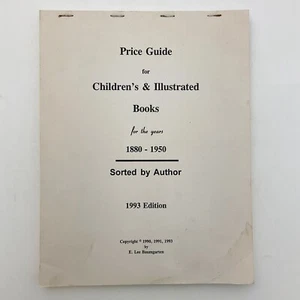 Price Guide
for
Children's & Illustrated
Books
for the years
1880 - 1950
Sorted by Author
1993 Edition
Copyright © 1990, 1991, 1993
by
E. Lee Baumgarten